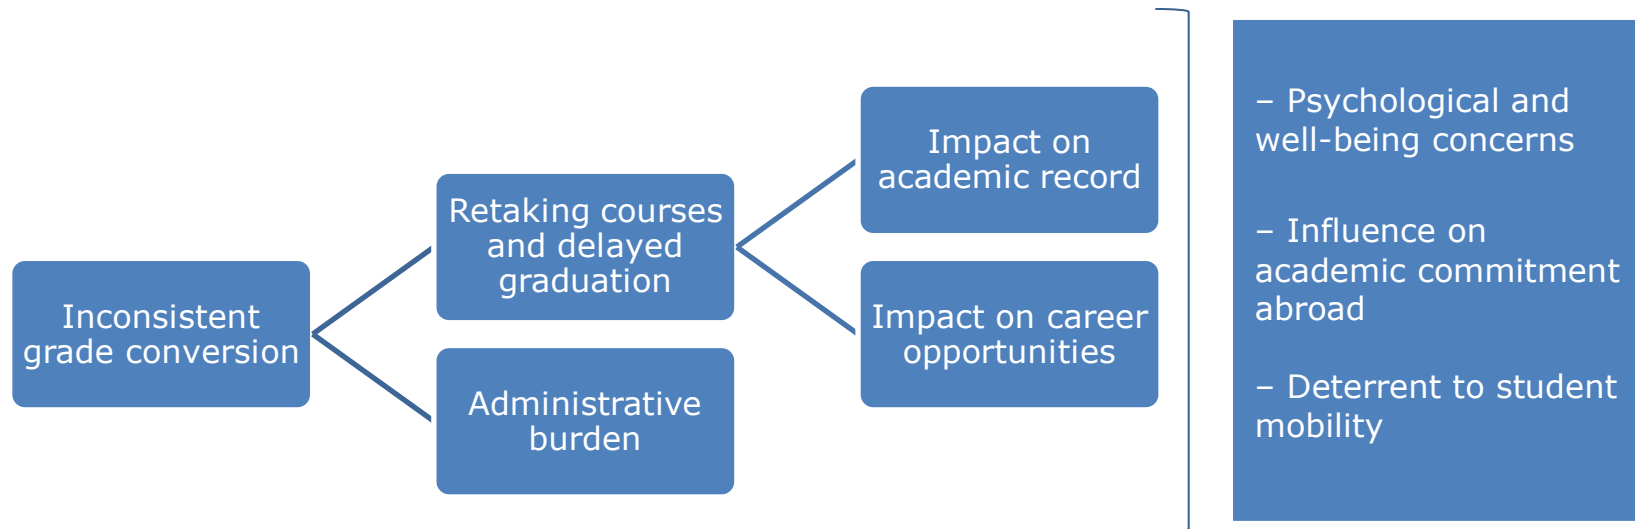 Inconsistent
grade conversion
Retaking courses
and delayed
graduation
Administrative
burden
Impact on
academic record
Impact on career
opportunities
– Psychological and
well-being concerns
– Influence on
academic commitment
abroad
– Deterrent to student
mobility